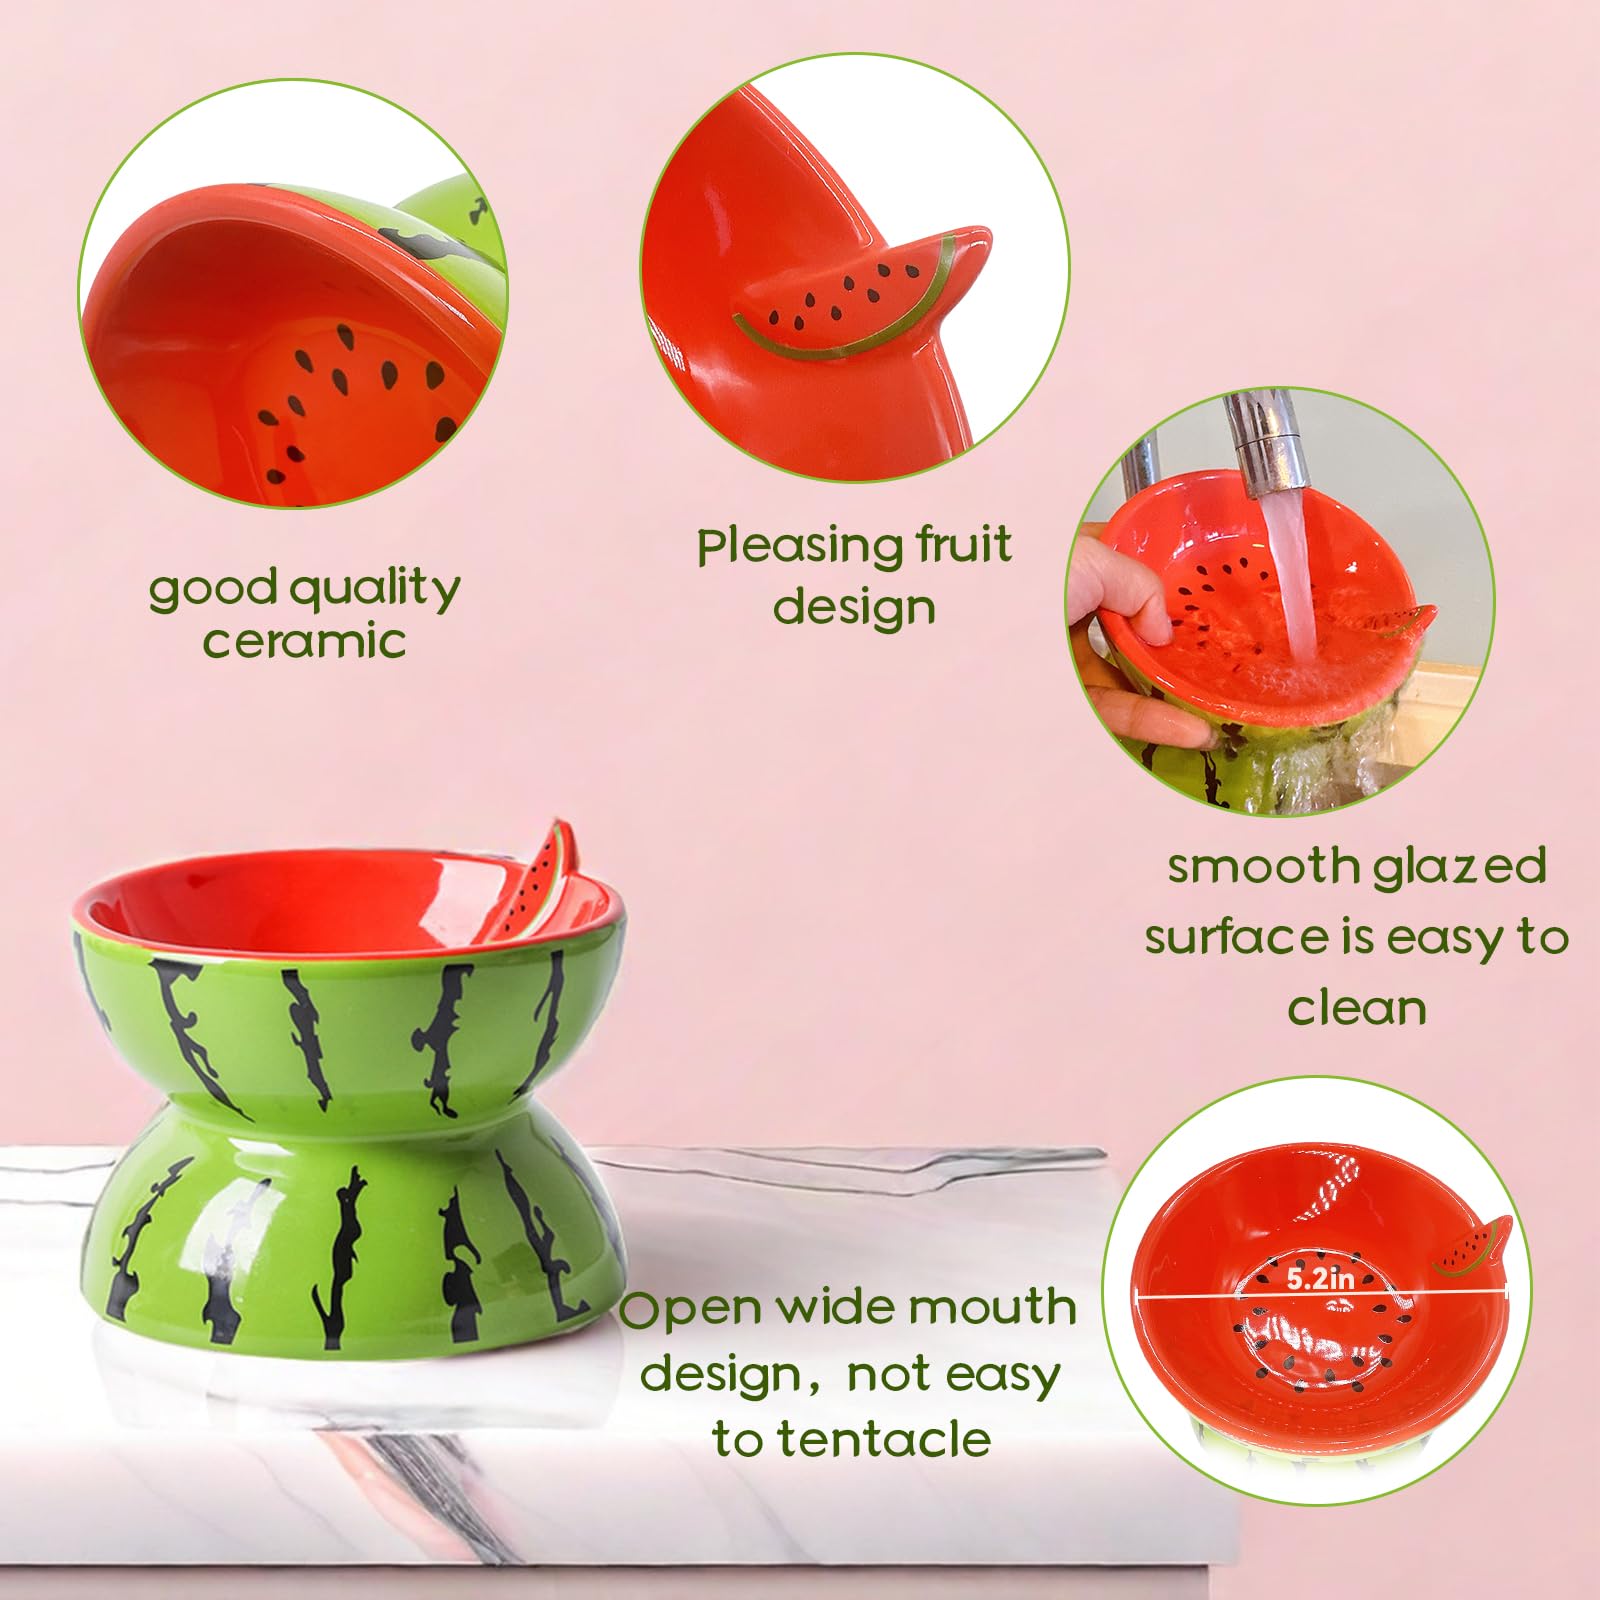 good quality
ceramic
Pleasing fruit
design
smooth glazed
surface is easy to
clean
5.2in
Open wide mouth
design, not easy
to tentacle